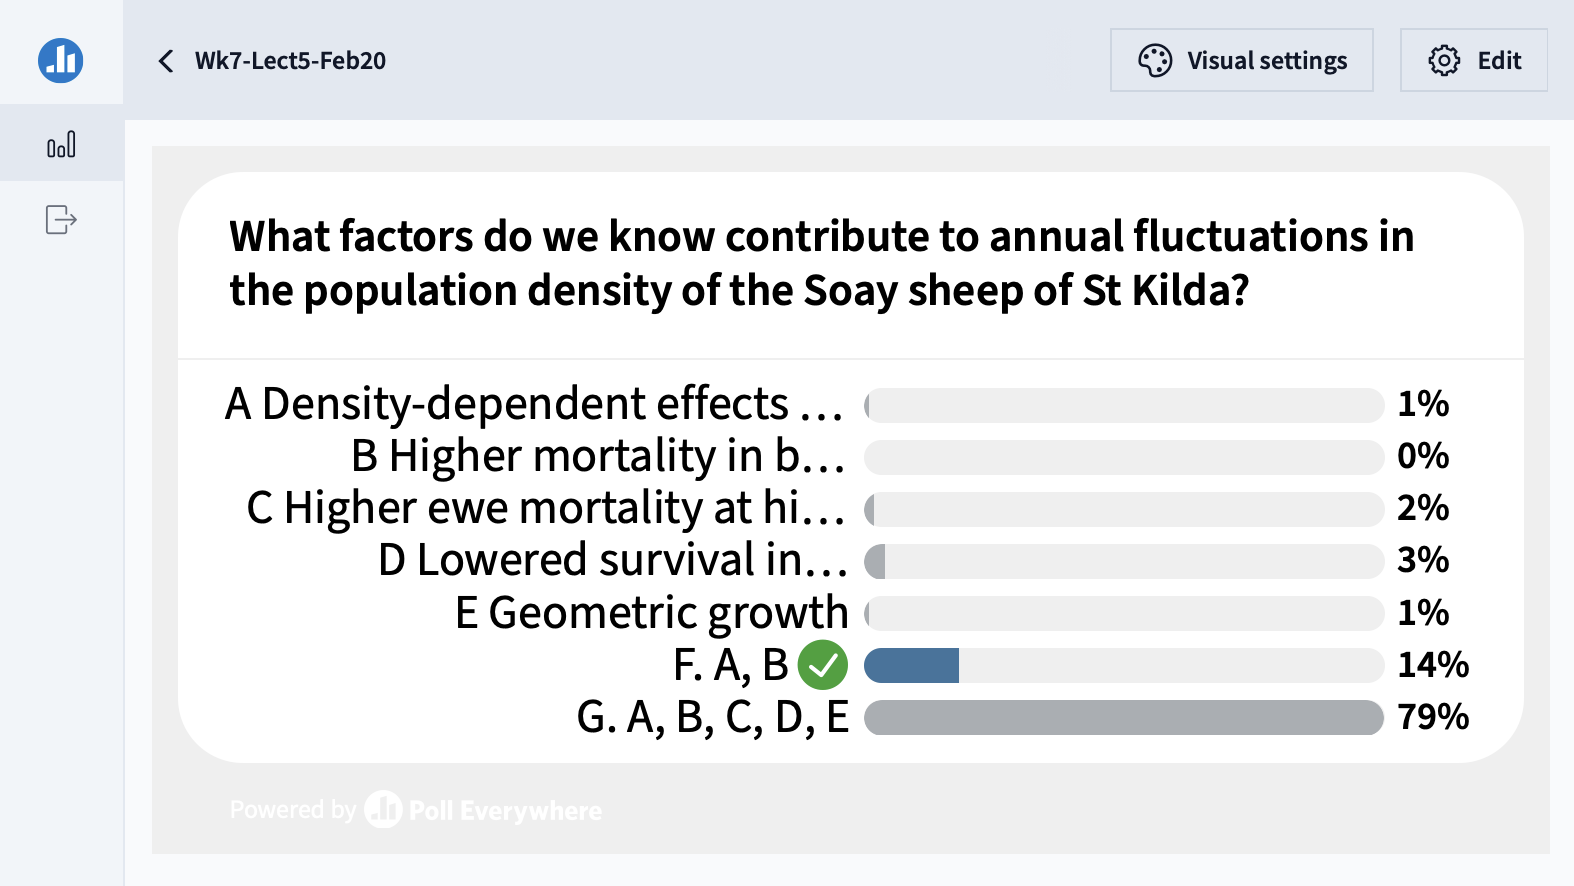 Wk7-Lect5-Feb20
Visual settings
Edit
What factors do we know contribute to annual fluctuations in
the population density of the Soay sheep of St Kilda?
A Density-dependent effects … 1%
B Higher mortality in b… 0%
C Higher ewe mortality at hi… 2%
D Lowered survival in… 3%
E Geometric growth 1%
F. A, B 14%
G. A, B, C, D, E 79%
Powered by Poll Everywhere